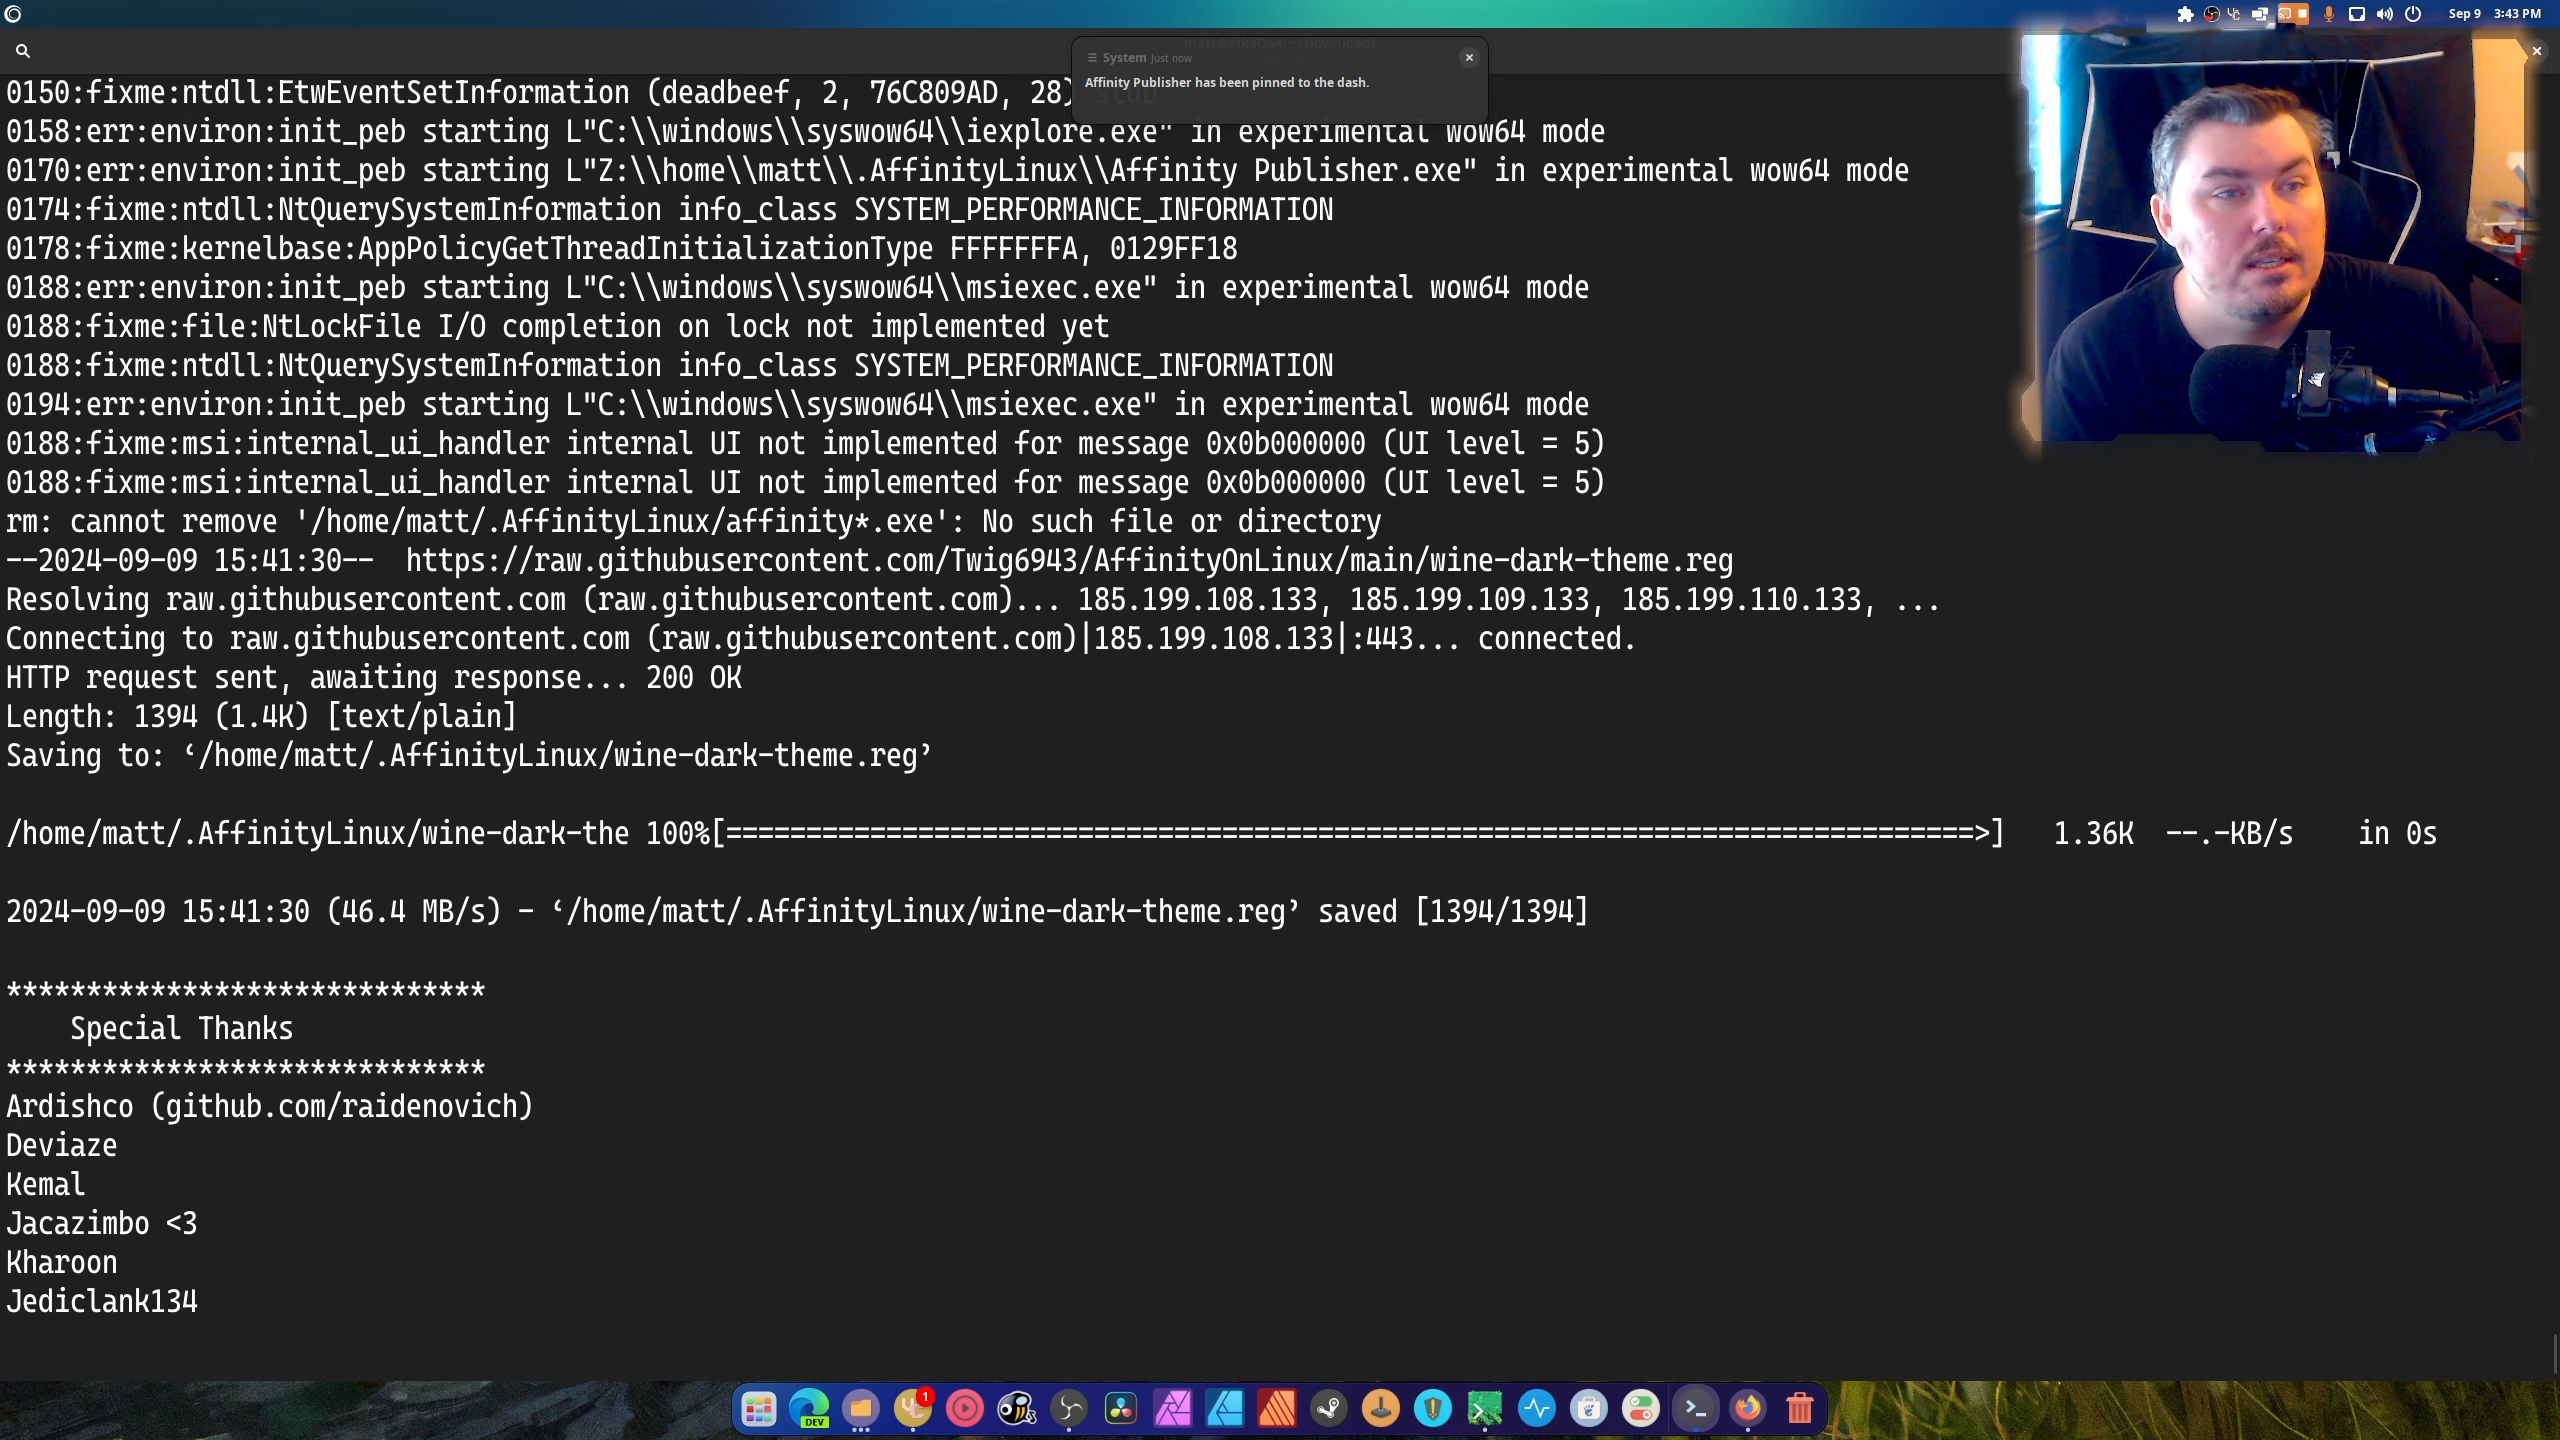 Sep 9 3:43 PM
matt@PikaOS4: ~/Downloads
System Just now
Affinity Publisher has been pinned to the dash.
0150:fixme:ntdll:EtwEventSetInformation (deadbeef, 2, 76C809AD, 28) stub
0158:err:environ:init_peb starting L"C:\\windows\\syswow64\\iexplore.exe" in experimental wow64 mode
0170:err:environ:init_peb starting L"Z:\\home\\matt\\.AffinityLinux\\Affinity Publisher.exe" in experimental wow64 mode
0174:fixme:ntdll:NtQuerySystemInformation info_class SYSTEM_PERFORMANCE_INFORMATION
0178:fixme:kernelbase:AppPolicyGetThreadInitializationType FFFFFFFA, 0129FF18
0188:err:environ:init_peb starting L"C:\\windows\\syswow64\\msiexec.exe" in experimental wow64 mode
0188:fixme:file:NtLockFile I/O completion on lock not implemented yet
0188:fixme:ntdll:NtQuerySystemInformation info_class SYSTEM_PERFORMANCE_INFORMATION
0194:err:environ:init_peb starting L"C:\\windows\\syswow64\\msiexec.exe" in experimental wow64 mode
0188:fixme:msi:internal_ui_handler internal UI not implemented for message 0x0b000000 (UI level = 5)
0188:fixme:msi:internal_ui_handler internal UI not implemented for message 0x0b000000 (UI level = 5)
rm: cannot remove '/home/matt/.AffinityLinux/affinity*.exe': No such file or directory
--2024-09-09 15:41:30--  https://raw.githubusercontent.com/Twig6943/AffinityOnLinux/main/wine-dark-theme.reg
Resolving raw.githubusercontent.com (raw.githubusercontent.com)... 185.199.108.133, 185.199.109.133, 185.199.110.133, ...
Connecting to raw.githubusercontent.com (raw.githubusercontent.com)|185.199.108.133|:443... connected.
HTTP request sent, awaiting response... 200 OK
Length: 1394 (1.4K) [text/plain]
Saving to: ‘/home/matt/.AffinityLinux/wine-dark-theme.reg’
/home/matt/.AffinityLinux/wine-dark-the 100%[==============================================================================>]   1.36K  --.-KB/s    in 0s
2024-09-09 15:41:30 (46.4 MB/s) - ‘/home/matt/.AffinityLinux/wine-dark-theme.reg’ saved [1394/1394]
******************************
Special Thanks
******************************
Ardishco (github.com/raidenovich)
Deviaze
Kemal
Jacazimbo <3
Kharoon
Jediclank134
DEV
1